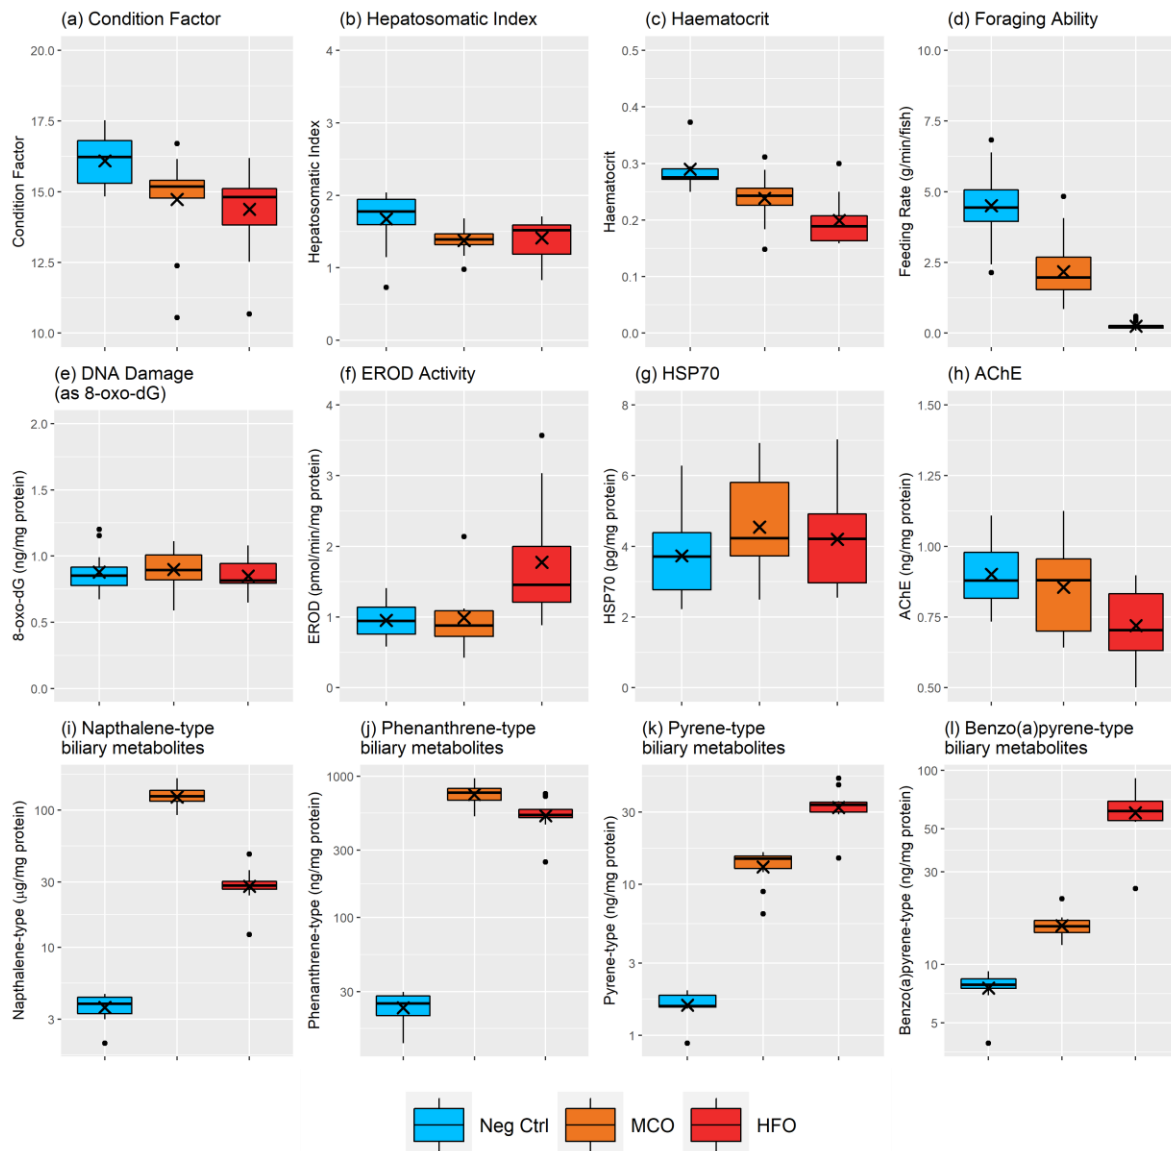 (a) Condition Factor
(b) Hepatosomatic Index
(c) Haematocrit
(d) Foraging Ability
Condition Factor
20.0
17.5
15.0
12.5
10.0
Hepatosomatic Index
4
3
2
1
0
Haematocrit
0.5
0.4
0.3
0.2
0.1
0.0
Feeding Rate (g/min/fish)
10.0
7.5
5.0
2.5
0.0
(e) DNA Damage
(as 8-oxo-dG)
(f) EROD Activity
(g) HSP70
(h) AChE
8-oxo-dG (ng/mg protein)
2.0
1.5
1.0
0.5
0.0
EROD (pmol/min/mg protein)
4
3
2
1
0
HSP70 (pg/mg protein)
8
6
4
2
0
AChE (ng/mg protein)
1.50
1.25
1.00
0.75
0.50
(i) Napthalene-type
biliary metabolites
(j) Phenanthrene-type
biliary metabolites
(k) Pyrene-type
biliary metabolites
(l) Benzo(a)pyrene-type
biliary metabolites
Napthalene-type (µg/mg protein)
100
30
10
3
Phenanthrene-type (ng/mg protein)
1000
300
100
30
Pyrene-type (ng/mg protein)
30
10
3
1
Benzo(a)pyrene-type (ng/mg protein)
100
50
30
10
5
Neg Ctrl
MCO
HFO